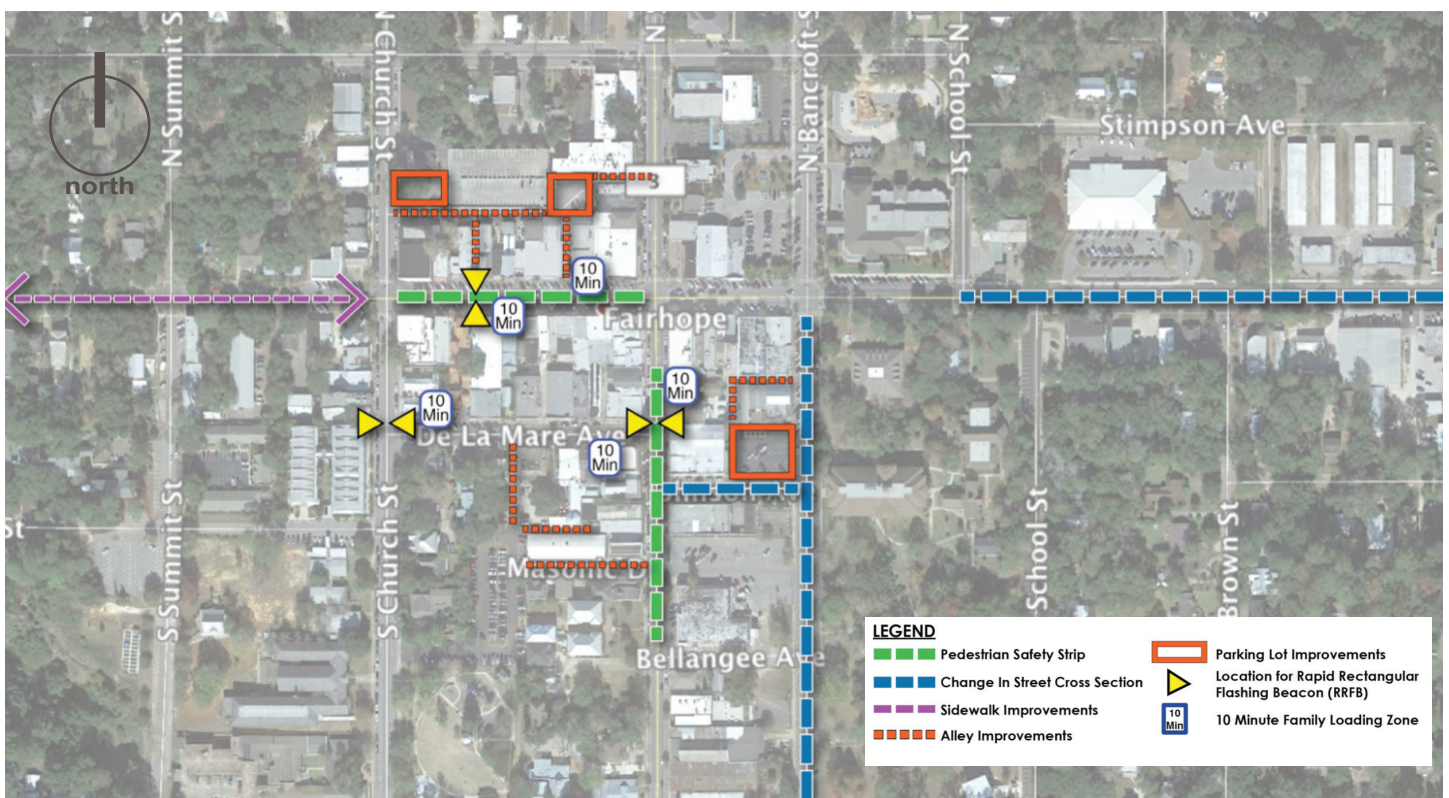 N Summit S
N Church St
N
N Bancroft S
N School St
Stimpson Ave
north
3
10
Min
10
Min
Fairhope
10
Min
10
Min
De La Mare Ave
10
Min
St
S Summit St
S Church St
Masonic D
School St
Brown St
Bellangee Ave
LEGEND
Pedestrian Safety Strip
Change In Street Cross Section
Sidewalk Improvements
Alley Improvements
Parking Lot Improvements
Location for Rapid Rectangular
Flashing Beacon (RRFB)
10
Min
10 Minute Family Loading Zone